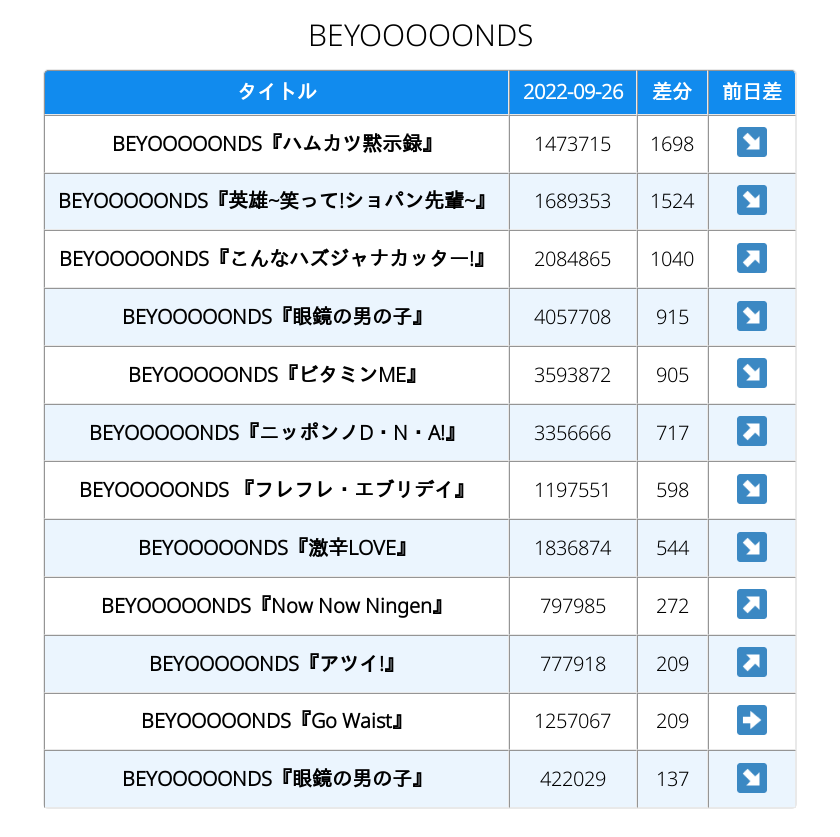 BEYOOOOONDS
タイトル 2022-09-26 差分 前日差
BEYOOOOONDS『ハムカツ黙示録』 1473715 1698 ↘
BEYOOOOONDS『英雄~笑って!ショパン先輩~』 1689353 1524 ↘
BEYOOOOONDS『こんなハズジャナカッター!』 2084865 1040 ↗
BEYOOOOONDS『眼鏡の男の子』 4057708 915 ↘
BEYOOOOONDS『ビタミンME』 3593872 905 ↘
BEYOOOOONDS『ニッポンノD・N・A!』 3356666 717 ↗
BEYOOOOONDS 『フレフレ・エブリデイ』 1197551 598 ↘
BEYOOOOONDS『激辛LOVE』 1836874 544 ↘
BEYOOOOONDS『Now Now Ningen』 797985 272 ↗
BEYOOOOONDS『アツイ!』 777918 209 ↗
BEYOOOOONDS『Go Waist』 1257067 209 ➡
BEYOOOOONDS『眼鏡の男の子』 422029 137 ↘